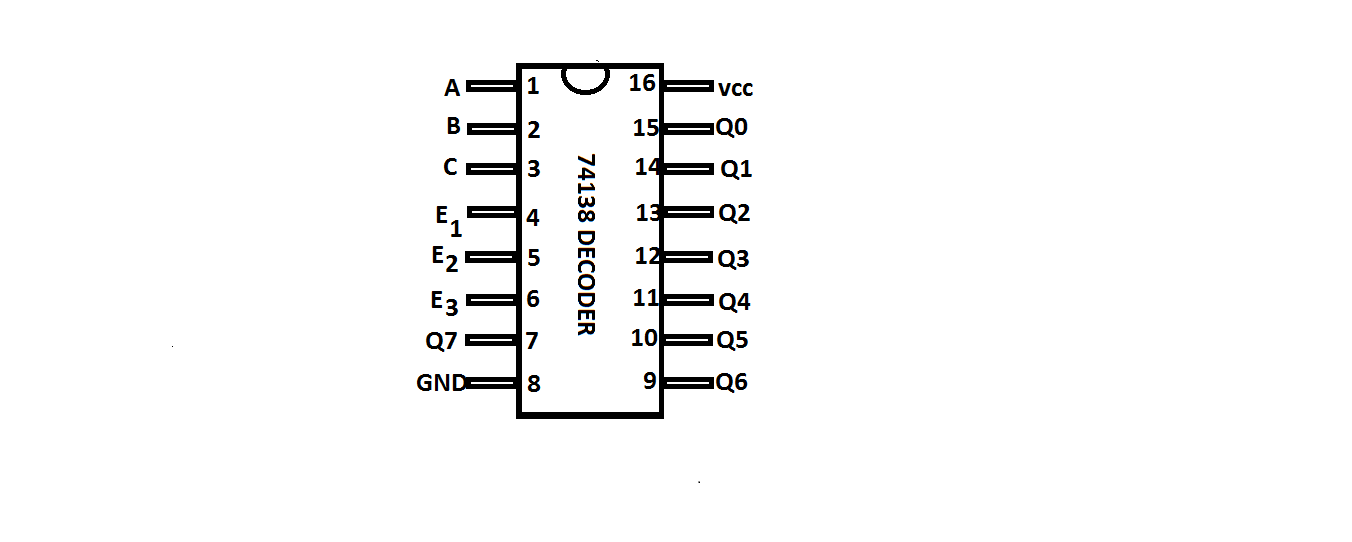 A 1 16 vcc
B 2 15 Q0
C 3 14 Q1
E1 4 13 Q2
E2 5 12 Q3
E3 6 11 Q4
Q7 7 10 Q5
GND 8 9 Q6
74138 DECODER